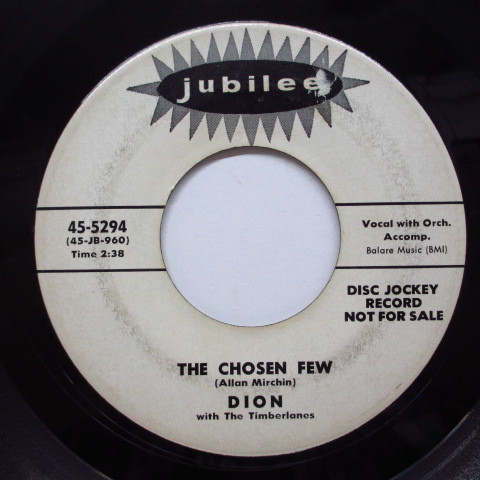 jubilee
45-5294
(45-JB-960)
Time 2:38
Vocal with Orch.
Accomp.
Balare Music (BMI)
DISC JOCKEY
RECORD
NOT FOR SALE
THE CHOSEN FEW
(Allan Mirchin)
DION
with The Timberlanes